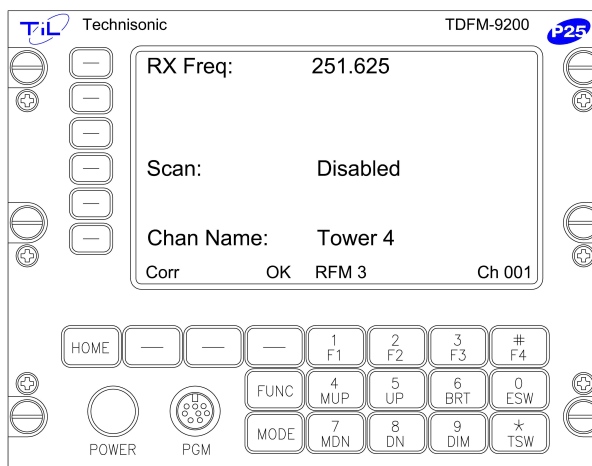 TiL Technisonic TDFM-9200 P25
RX Freq: 251.625
Scan: Disabled
Chan Name: Tower 4
Corr OK RFM 3 Ch 001
HOME — — — 1 F1 2 F2 3 F3 # F4
FUNC 4 MUP 5 UP 6 BRT 0 ESW
MODE 7 MDN 8 DN 9 DIM * TSW
POWER PGM